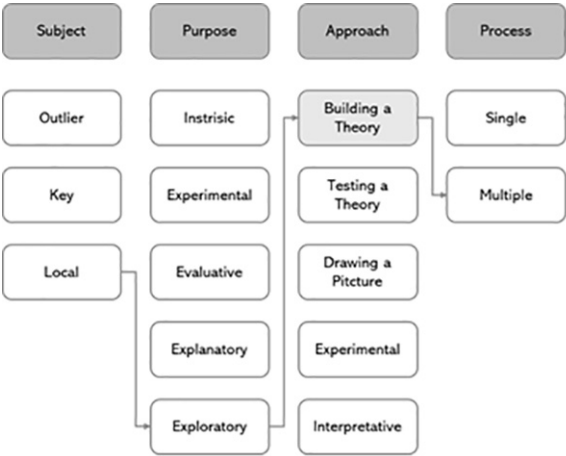 Subject
Purpose
Approach
Process
Outlier
Instrisic
Building a
Theory
Single
Key
Experimental
Testing a
Theory
Multiple
Local
Evaluative
Drawing a
Pitcture
Explanatory
Experimental
Exploratory
Interpretative